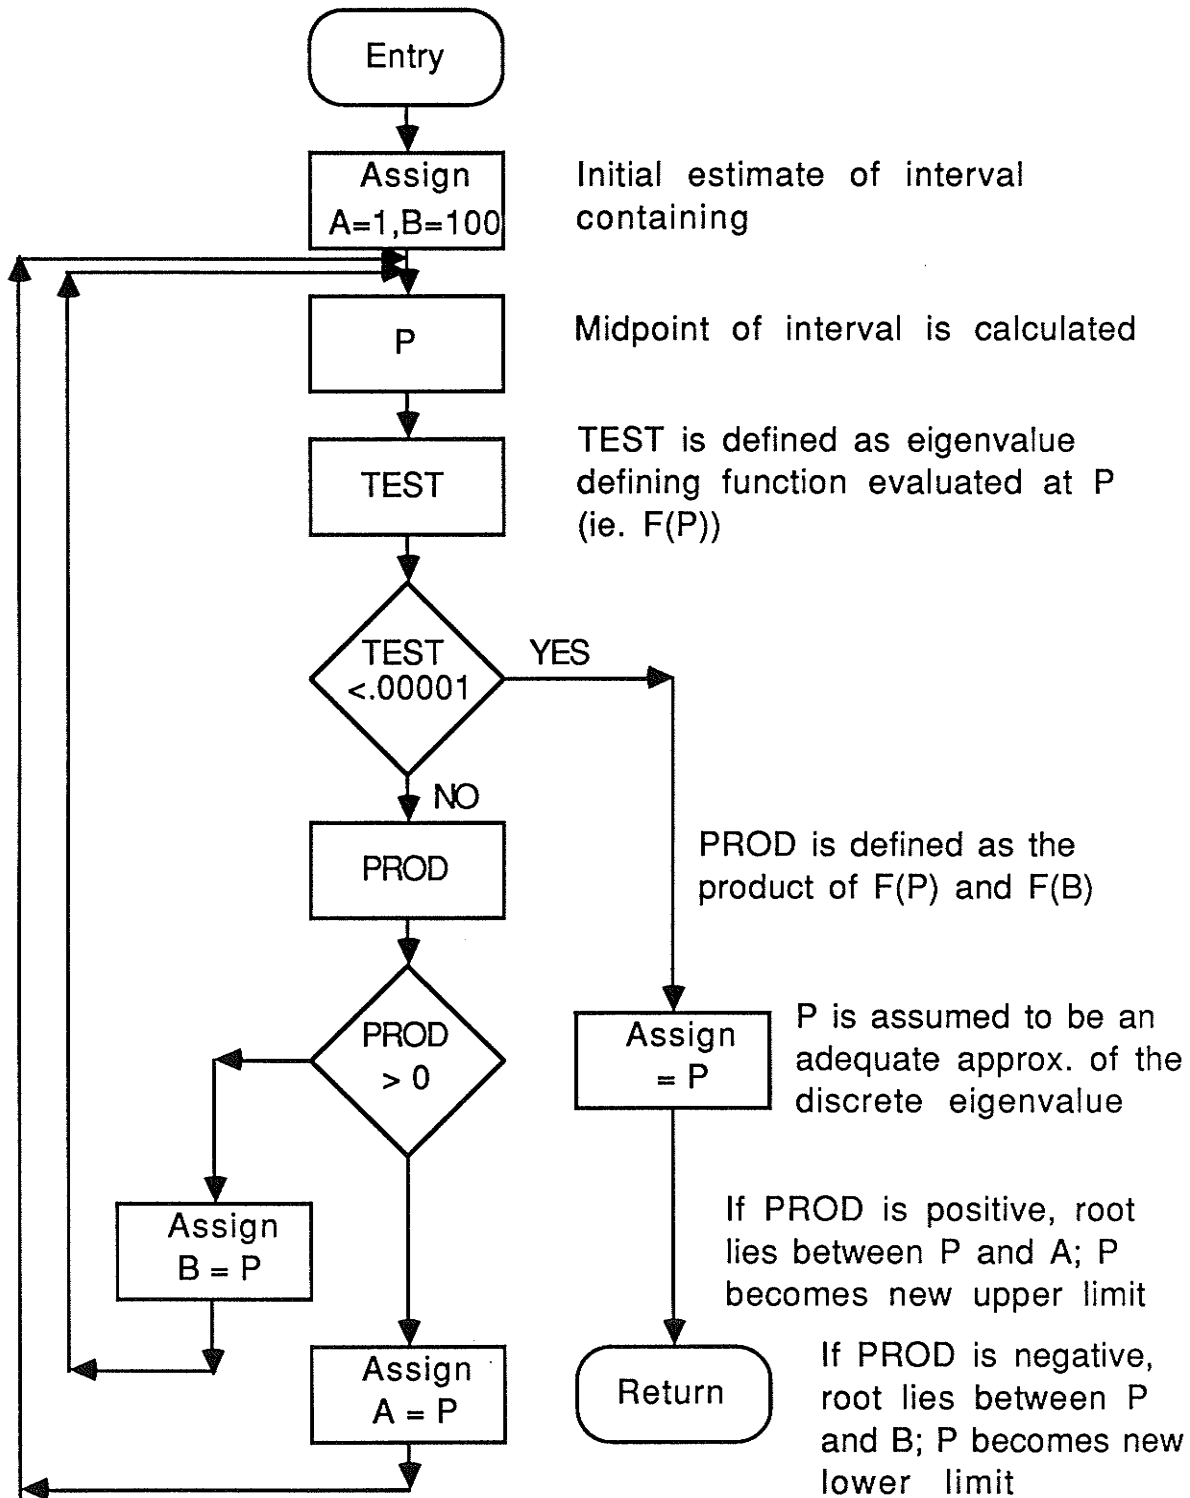 Entry
Assign
A=1,B=100
Initial estimate of interval
containing
P
Midpoint of interval is calculated
TEST
TEST is defined as eigenvalue
defining function evaluated at P
(ie. F(P))
TEST
<.00001
YES
NO
PROD
PROD is defined as the
product of F(P) and F(B)
PROD
> 0
Assign
= P
P is assumed to be an
adequate approx. of the
discrete eigenvalue
Assign
B = P
If PROD is positive, root
lies between P and A; P
becomes new upper limit
Assign
A = P
Return
If PROD is negative,
root lies between P
and B; P becomes new
lower limit